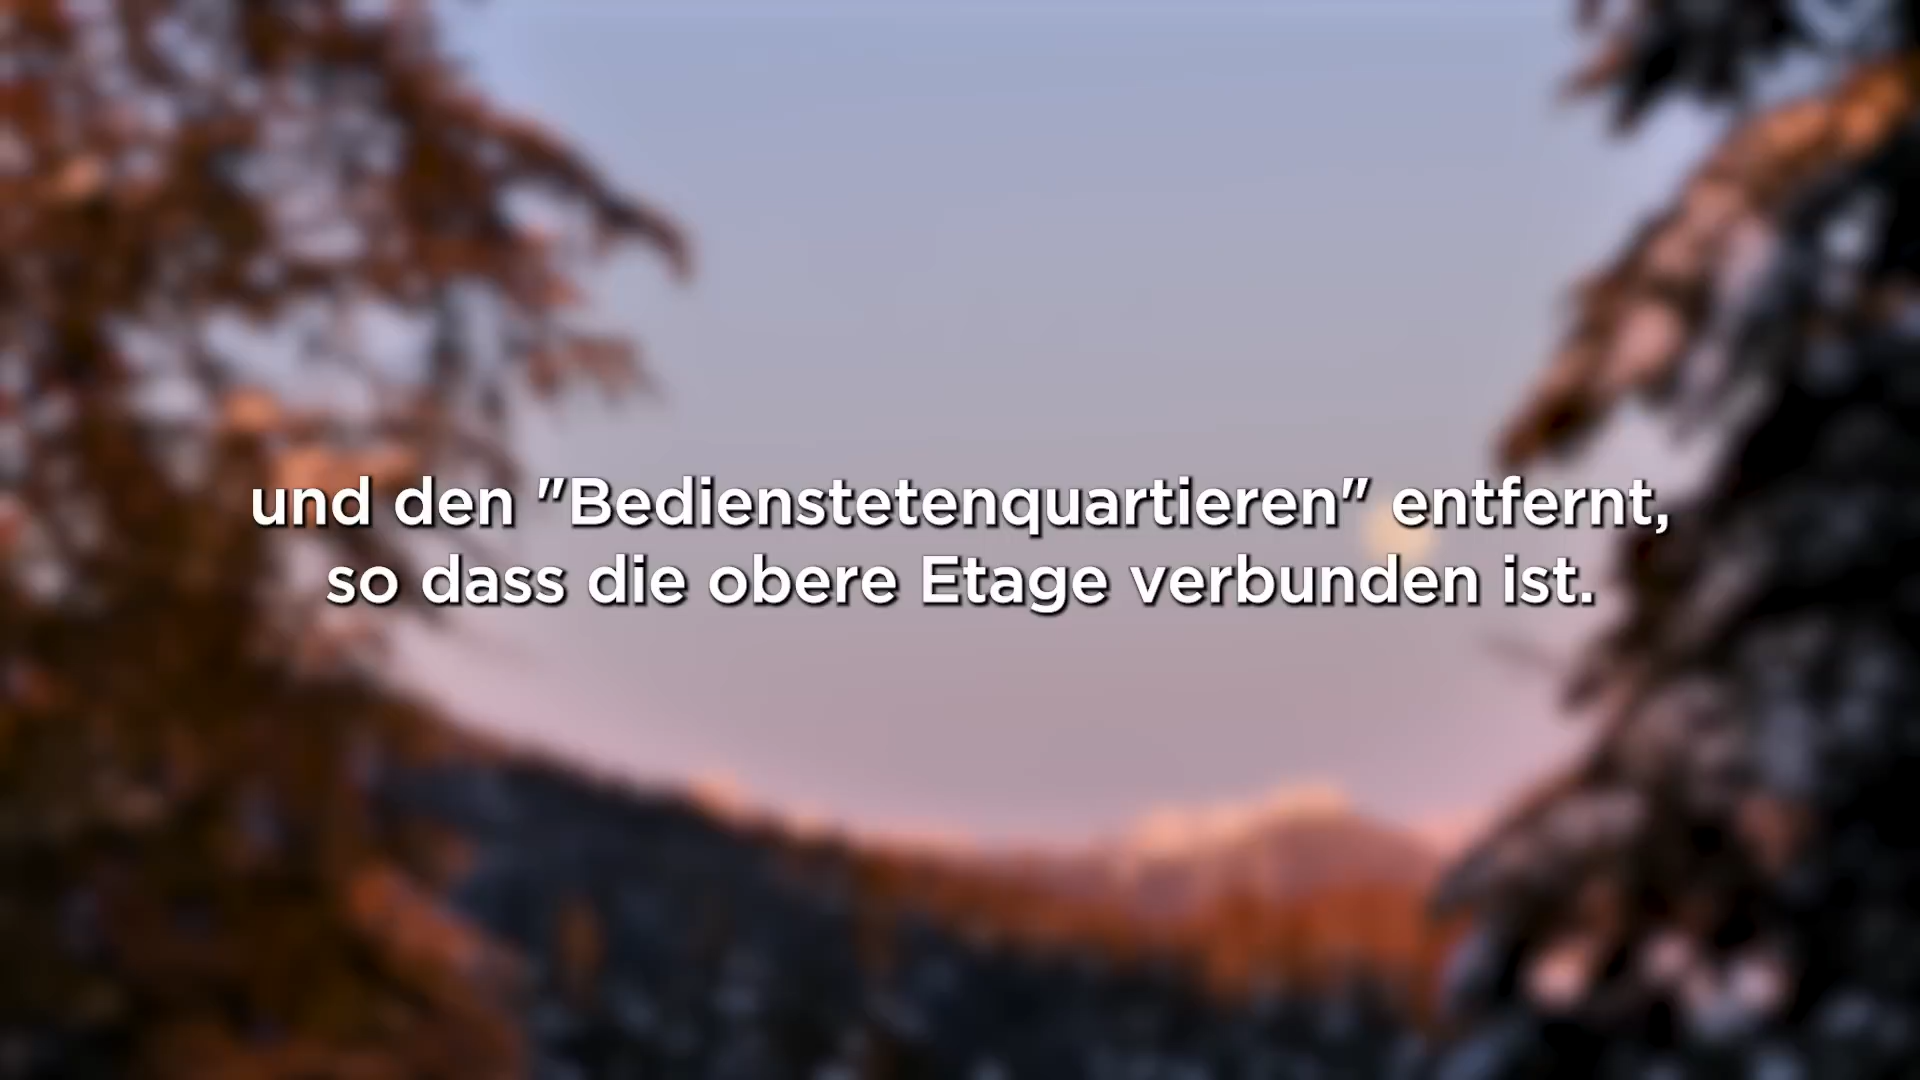 und den "Bedienstetenquartieren" entfernt,
so dass die obere Etage verbunden ist.